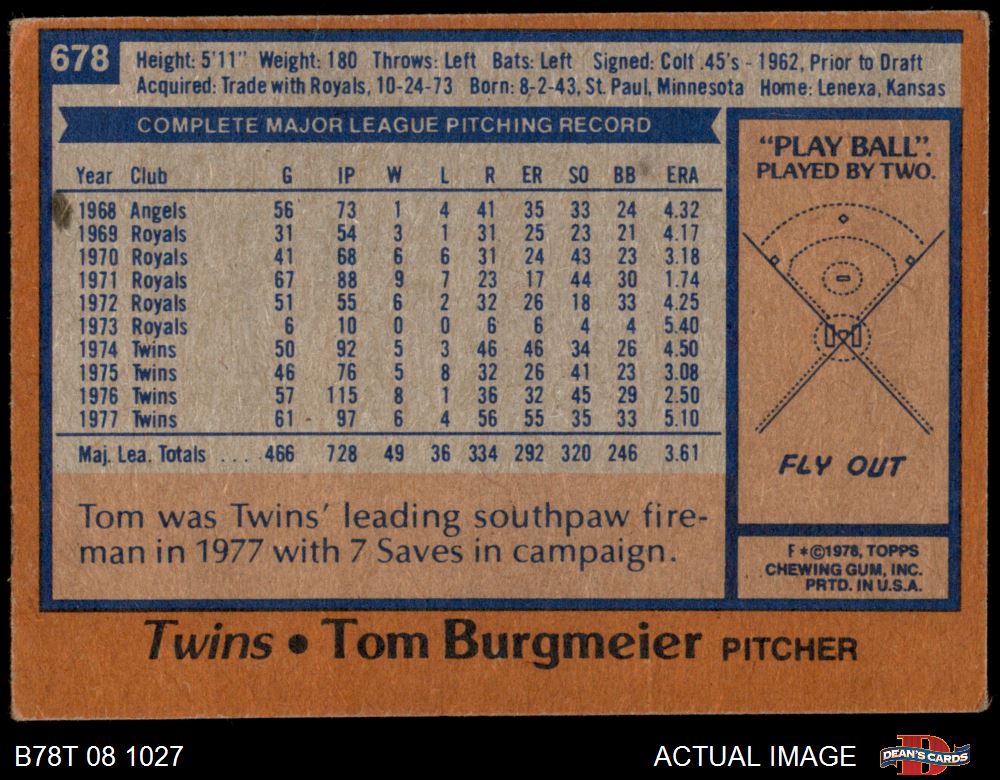 678
Height: 5'11" Weight: 180 Throws: Left Bats: Left Signed: Colt .45's - 1962, Prior to Draft
Acquired: Trade with Royals, 10-24-73 Born: 8-2-43, St. Paul, Minnesota Home: Lenexa, Kansas
COMPLETE MAJOR LEAGUE PITCHING RECORD
Year Club G IP W L R ER SO BB ERA
1968 Angels 56 73 1 4 41 35 33 24 4.32
1969 Royals 31 54 3 1 31 25 23 21 4.17
1970 Royals 41 68 6 6 31 24 43 23 3.18
1971 Royals 67 88 9 7 23 17 44 30 1.74
1972 Royals 51 55 6 2 32 26 18 33 4.25
1973 Royals 6 10 0 0 6 6 4 4 5.40
1974 Twins 50 92 5 3 46 46 34 26 4.50
1975 Twins 46 76 5 8 32 26 41 23 3.08
1976 Twins 57 115 8 1 36 32 45 29 2.50
1977 Twins 61 97 6 4 56 55 35 33 5.10
Maj. Lea. Totals ... 466 728 49 36 334 292 320 246 3.61
Tom was Twins' leading southpaw fire-
man in 1977 with 7 Saves in campaign.
"PLAY BALL".
PLAYED BY TWO.
FLY OUT
F*©1978, TOPPS
CHEWING GUM, INC.
PRTD. IN U.S.A.
Twins • Tom Burgmeier PITCHER
B78T 08 1027
ACTUAL IMAGE
D
DEAN'S CARDS